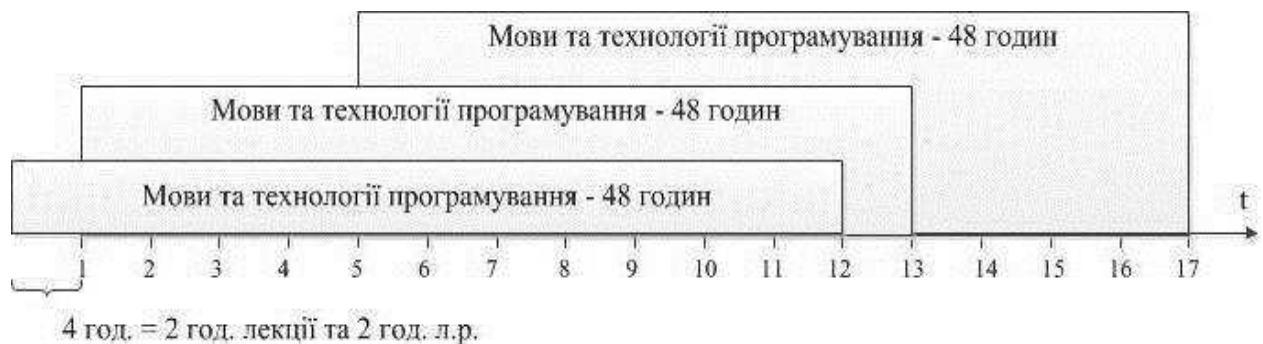 Мови та технології програмування - 48 годин
Мови та технології програмування - 48 годин
Мови та технології програмування - 48 годин
t
1 2 3 4 5 6 7 8 9 10 11 12 13 14 15 16 17
4 год. = 2 год. лекції та 2 год. л.р.